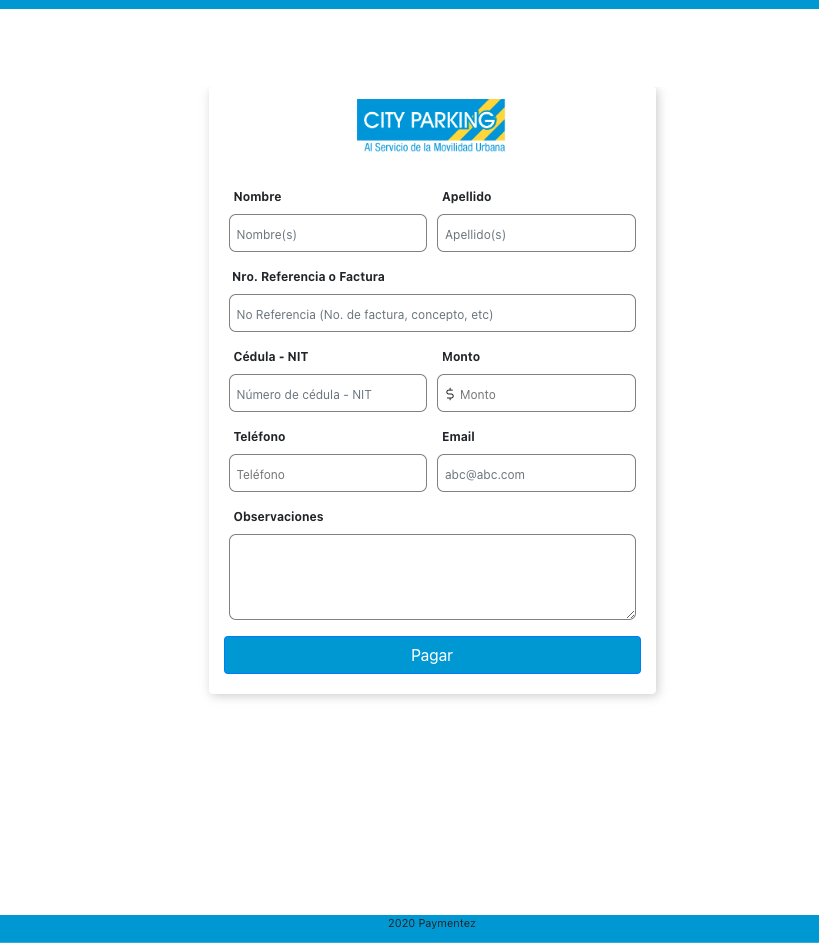 CITY PARKING
Al Servicio de la Movilidad Urbana
Nombre Apellido
Nombre(s) Apellido(s)
Nro. Referencia o Factura
No Referencia (No. de factura, concepto, etc)
Cédula - NIT Monto
Número de cédula - NIT $ Monto
Teléfono Email
Teléfono abc@abc.com
Observaciones
Pagar
2020 Paymentez